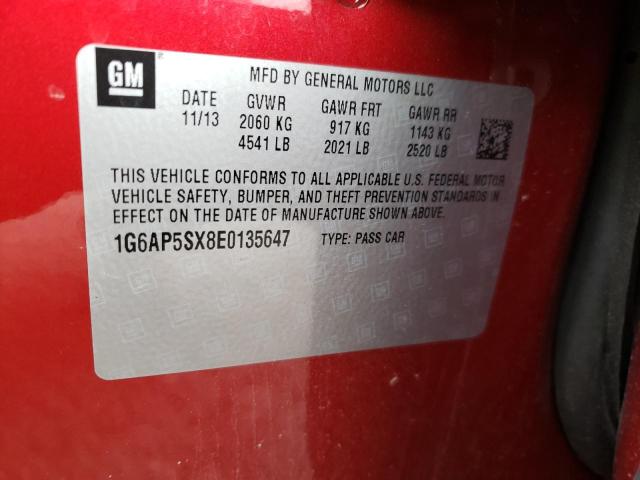 GM
MFD BY GENERAL MOTORS LLC
DATE GVWR GAWR FRT GAWR RR
11/13 2060 KG 917 KG 1143 KG
4541 LB 2021 LB 2520 LB
THIS VEHICLE CONFORMS TO ALL APPLICABLE U.S. FEDERAL MOTOR
VEHICLE SAFETY, BUMPER, AND THEFT PREVENTION STANDARDS IN
EFFECT ON THE DATE OF MANUFACTURE SHOWN ABOVE.
1G6AP5SX8E0135647 TYPE: PASS CAR